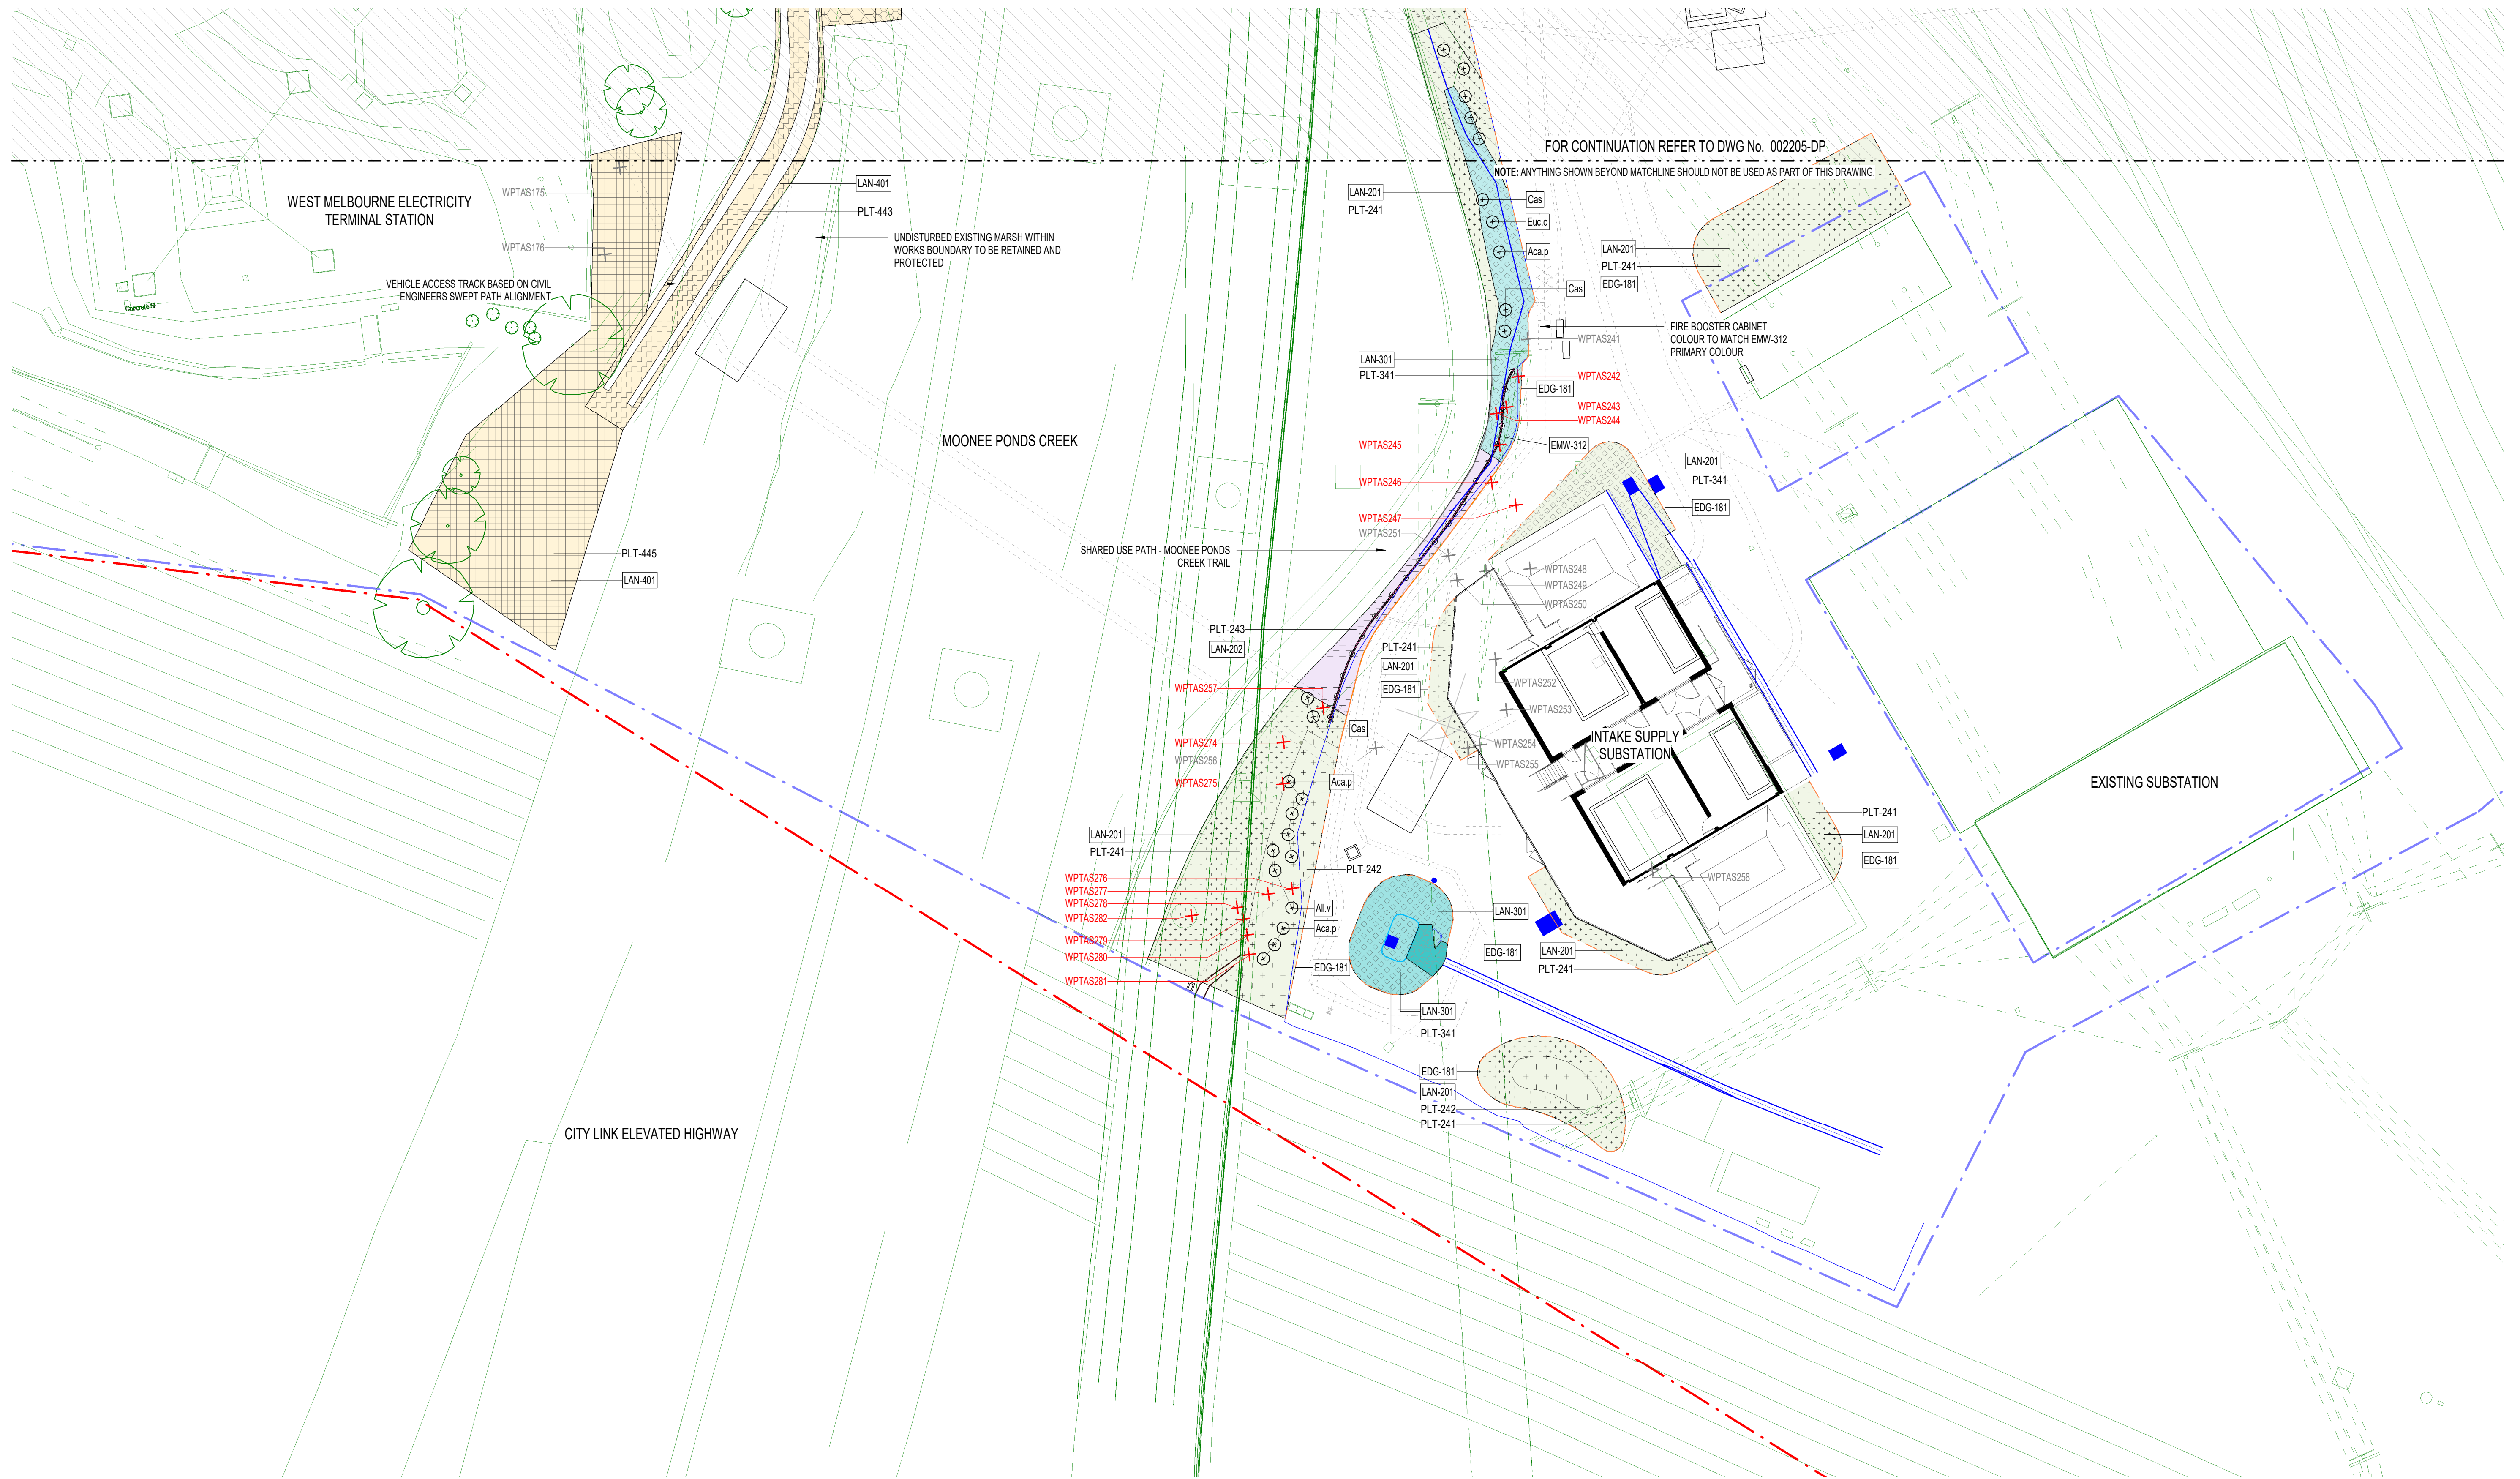 FOR CONTINUATION REFER TO DWG No.  002205-DP
NOTE: ANYTHING SHOWN BEYOND MATCHLINE SHOULD NOT BE USED AS PART OF THIS DRAWING.
WPTAS175
WEST MELBOURNE ELECTRICITY
TERMINAL STATION
WPTAS176
VEHICLE ACCESS TRACK BASED ON CIVIL
ENGINEERS SWEPT PATH ALIGNMENT
Concrete St
LAN-401
PLT-443
UNDISTURBED EXISTING MARSH WITHIN
WORKS BOUNDARY TO BE RETAINED AND
PROTECTED
MOONEE PONDS CREEK
PLT-445
LAN-401
CITY LINK ELEVATED HIGHWAY
LAN-201
PLT-241
Cas
Euc.c
Aca.p
Cas
LAN-201
PLT-241
EDG-181
FIRE BOOSTER CABINET
COLOUR TO MATCH EMW-312
PRIMARY COLOUR
WPTAS241
LAN-301
PLT-341
WPTAS242
EDG-181
WPTAS243
WPTAS244
WPTAS245
EMW-312
LAN-201
PLT-341
EDG-181
WPTAS246
WPTAS247
WPTAS251
SHARED USE PATH - MOONEE PONDS
CREEK TRAIL
WPTAS248
WPTAS249
WPTAS250
PLT-243
LAN-202
PLT-241
LAN-201
EDG-181
WPTAS252
WPTAS253
WPTAS254
WPTAS255
INTAKE SUPPLY
SUBSTATION
EXISTING SUBSTATION
WPTAS257
Cas
WPTAS274
WPTAS256
WPTAS275
Aca.p
LAN-201
PLT-241
PLT-242
WPTAS276
WPTAS277
WPTAS278
WPTAS282
WPTAS279
WPTAS280
WPTAS281
All.v
Aca.p
EDG-181
LAN-301
EDG-181
LAN-301
PLT-341
PLT-241
LAN-201
EDG-181
WPTAS258
LAN-201
PLT-241
EDG-181
LAN-201
PLT-242
PLT-241